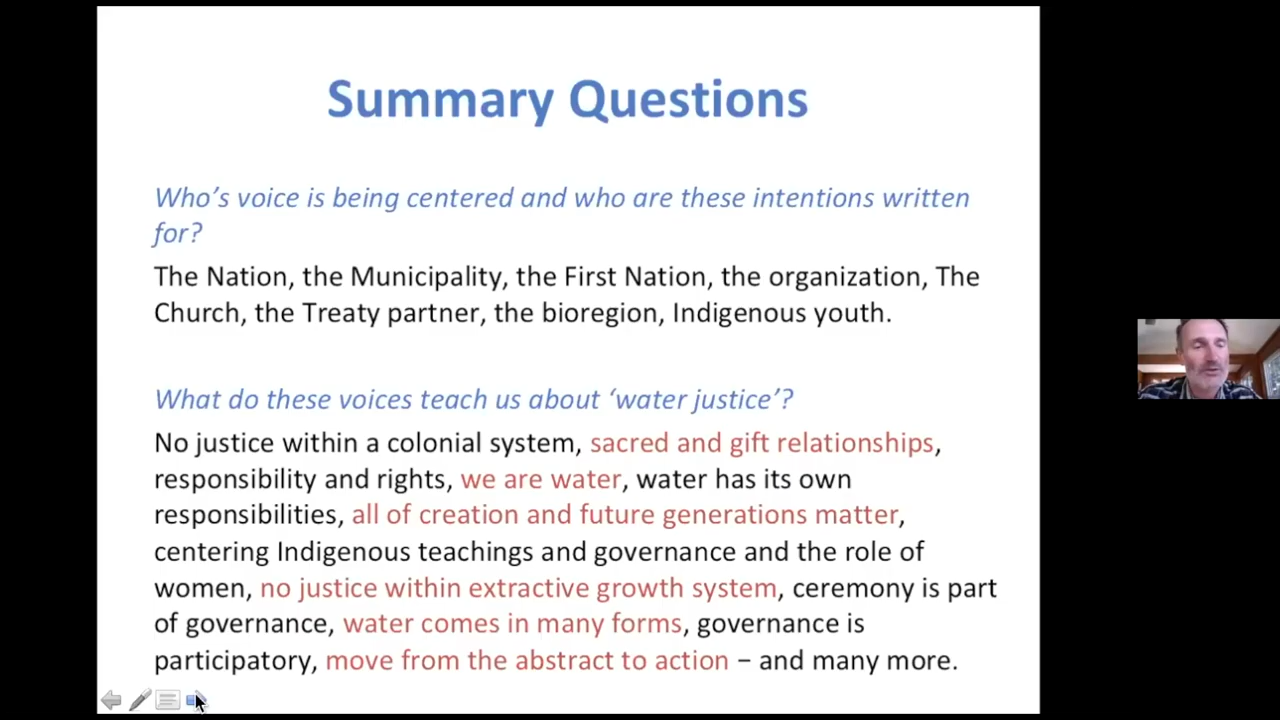 Summary Questions
Who’s voice is being centered and who are these intentions written
for?
The Nation, the Municipality, the First Nation, the organization, The
Church, the Treaty partner, the bioregion, Indigenous youth.
What do these voices teach us about ‘water justice’?
No justice within a colonial system, sacred and gift relationships,
responsibility and rights, we are water, water has its own
responsibilities, all of creation and future generations matter,
centering Indigenous teachings and governance and the role of
women, no justice within extractive growth system, ceremony is part
of governance, water comes in many forms, governance is
participatory, move from the abstract to action – and many more.